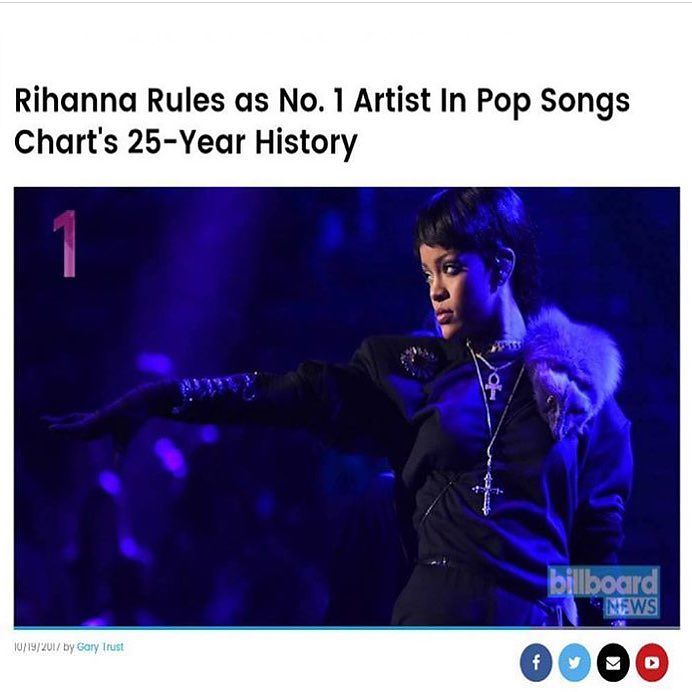 Rihanna Rules as No. 1 Artist In Pop Songs
Chart's 25-Year History
1
billboard
NEWS
10/19/2017 by Gary Trust
f